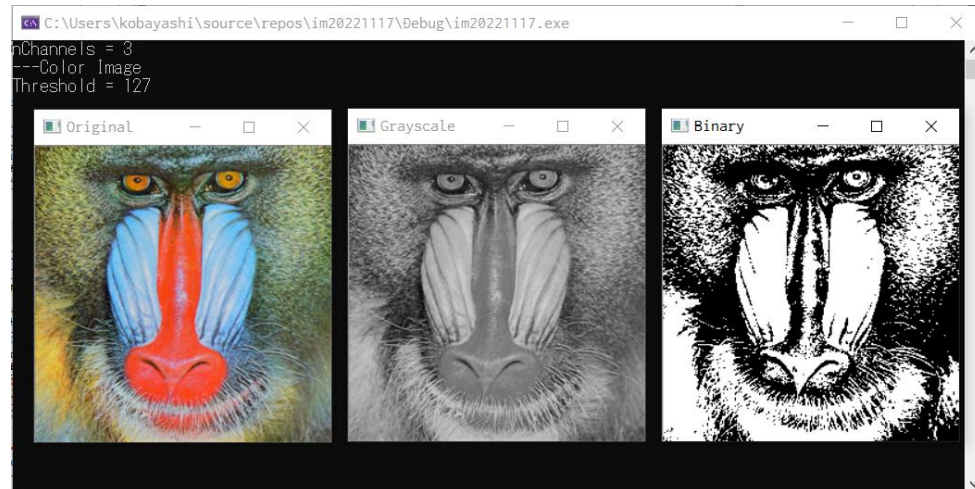 C:\Users\kobayashi\source\repos\im20221117\Debug\im20221117.exe
nChannels = 3
---Color Image
Threshold = 127
Original
Grayscale
Binary